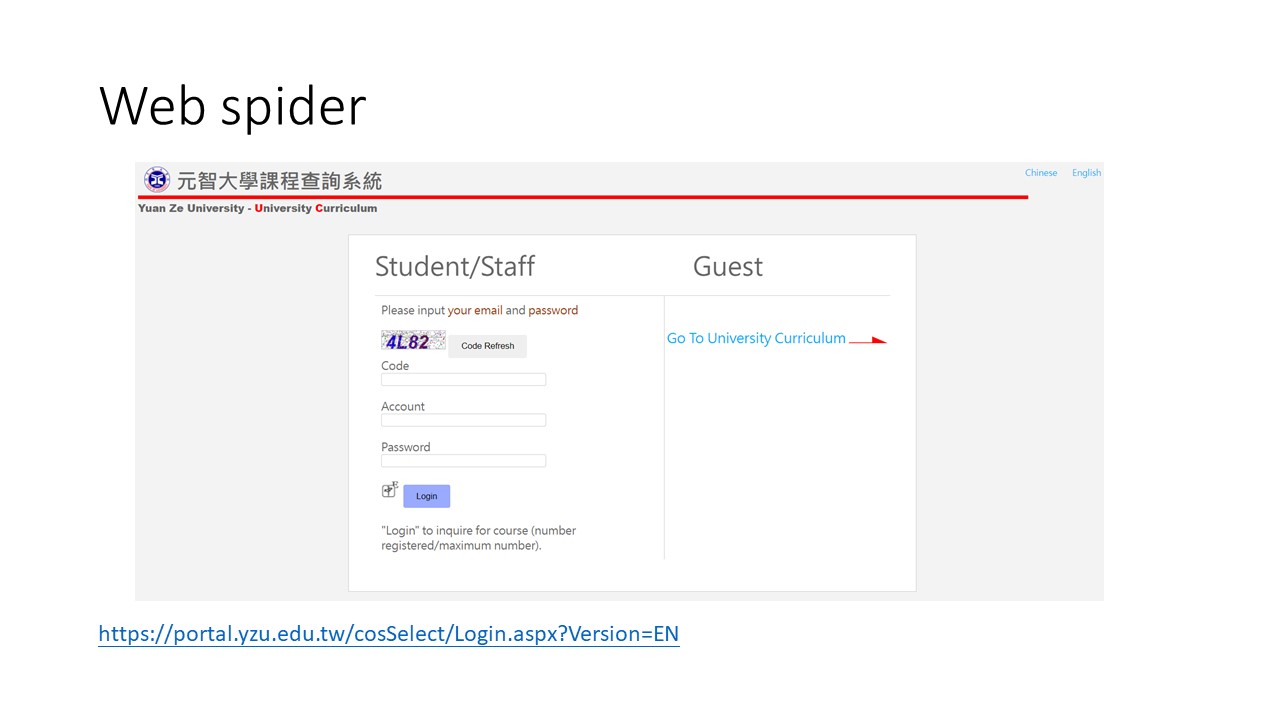 Web spider
元智大學課程查詢系統
Chinese English
Yuan Ze University - University Curriculum
Student/Staff
Guest
Please input your email and password
4L82
Code Refresh
Go To University Curriculum
Code
Account
Password
Login
"Login" to inquire for course (number
registered/maximum number).
https://portal.yzu.edu.tw/cosSelect/Login.aspx?Version=EN